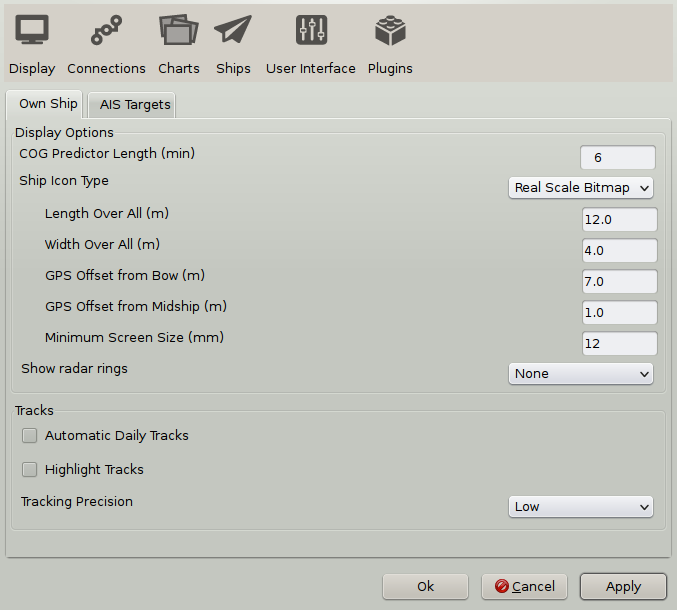 Display Connections Charts Ships User Interface Plugins
Own Ship AIS Targets
Display Options
COG Predictor Length (min) 6
Ship Icon Type Real Scale Bitmap
Length Over All (m) 12.0
Width Over All (m) 4.0
GPS Offset from Bow (m) 7.0
GPS Offset from Midship (m) 1.0
Minimum Screen Size (mm) 12
Show radar rings None
Tracks
Automatic Daily Tracks
Highlight Tracks
Tracking Precision Low
Ok Cancel Apply